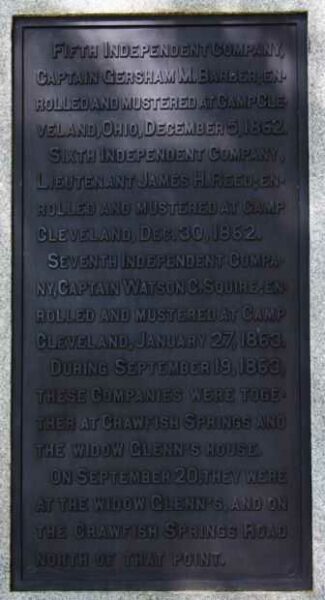 FIFTH INDEPENDENT COMPANY,
CAPTAIN GERSHAM M. BARBER, EN-
ROLLED AND MUSTERED AT CAMP CLE-
VELAND, OHIO, DECEMBER 5, 1862.
SIXTH INDEPENDENT COMPANY,
LIEUTENANT JAMES H. REED, EN-
ROLLED AND MUSTERED AT CAMP
CLEVELAND, DEC. 30, 1862.
SEVENTH INDEPENDENT COMPA-
NY, CAPTAIN WATSON C. SQUIRE, EN-
ROLLED AND MUSTERED AT CAMP
CLEVELAND, JANUARY 27, 1863.
DURING SEPTEMBER 19, 1863,
THESE COMPANIES WERE TOGE-
THER AT CRAWFISH SPRINGS AND
THE WIDOW GLENN'S HOUSE.
ON SEPTEMBER 20, THEY WERE
AT THE WIDOW GLENN'S, AND ON
THE CRAWFISH SPRINGS ROAD
NORTH OF THAT POINT.